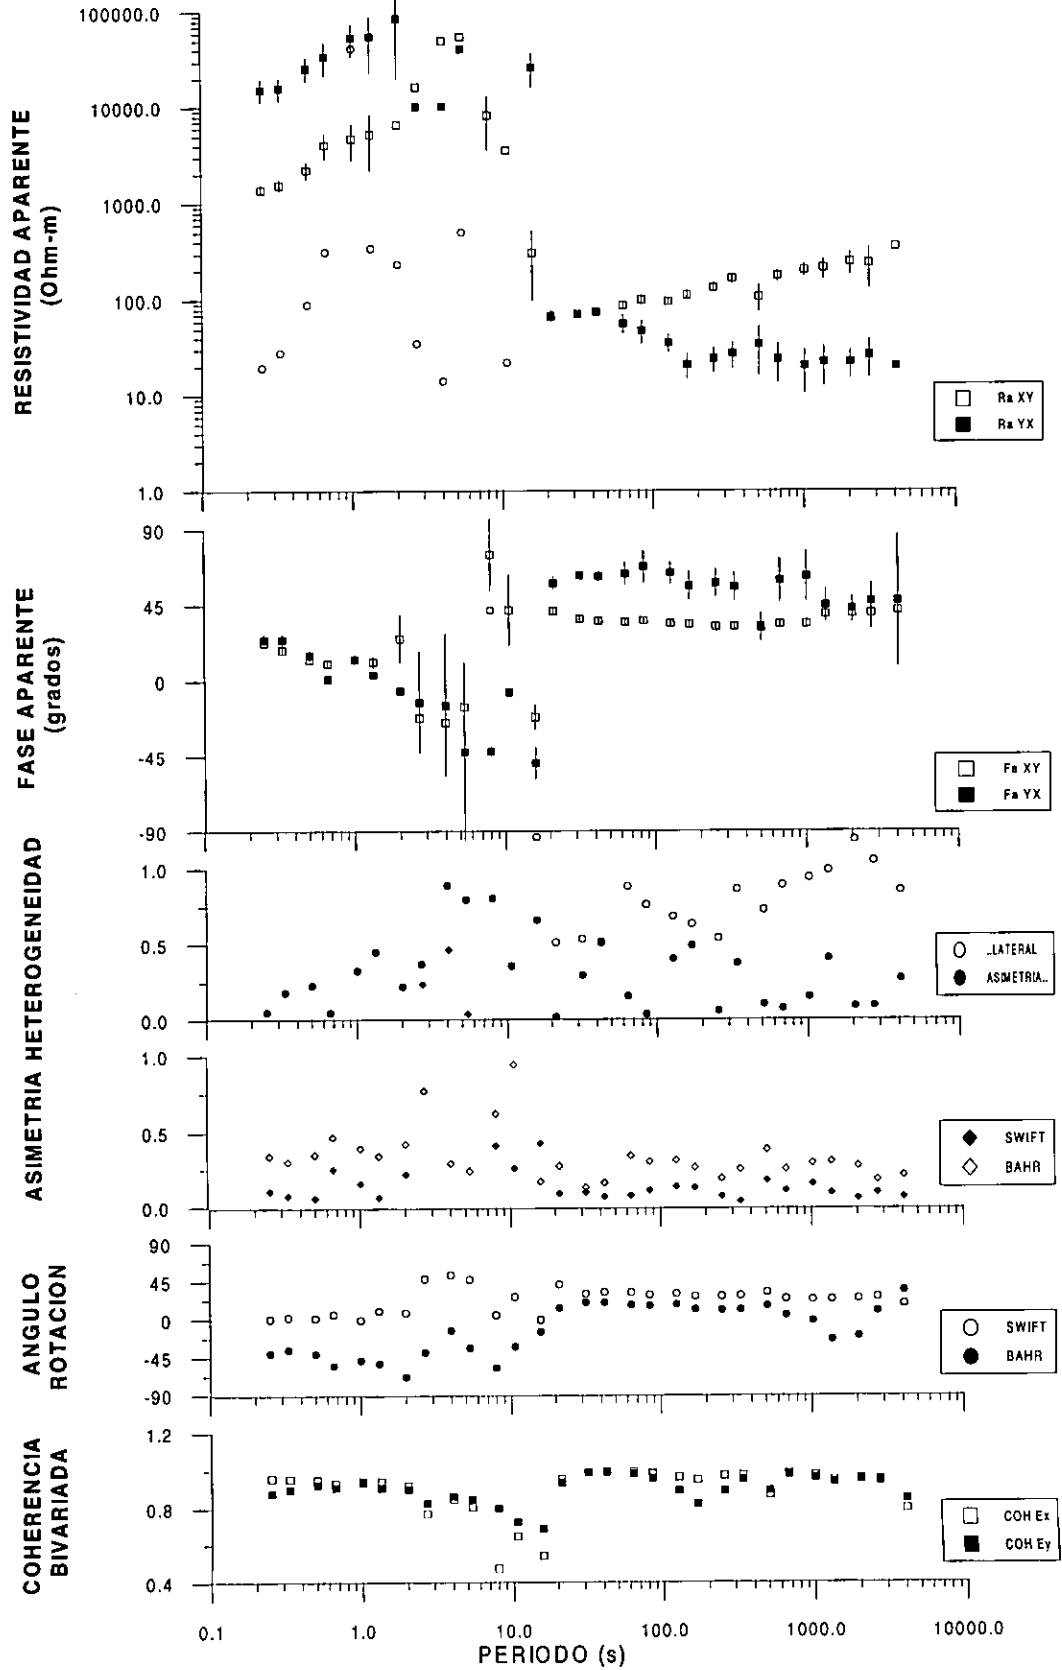 RESISTIVIDAD APARENTE
(Ohm-m)
100000.0
10000.0
1000.0
100.0
10.0
1.0
Ra XY
Ra YX
FASE APARENTE
(grados)
90
45
0
-45
-90
Fa XY
Fa YX
ASIMETRIA HETEROGENEIDAD
1.0
0.5
0.0
..LATERAL
ASIMETRIA..
1.0
0.5
0.0
SWIFT
BAHR
ANGULO
ROTACION
90
45
0
-45
-90
SWIFT
BAHR
COHERENCIA
BIVARIADA
1.2
0.8
0.4
COH Ex
COH Ey
0.1
1.0
10.0
100.0
1000.0
10000.0
PERIODO (s)